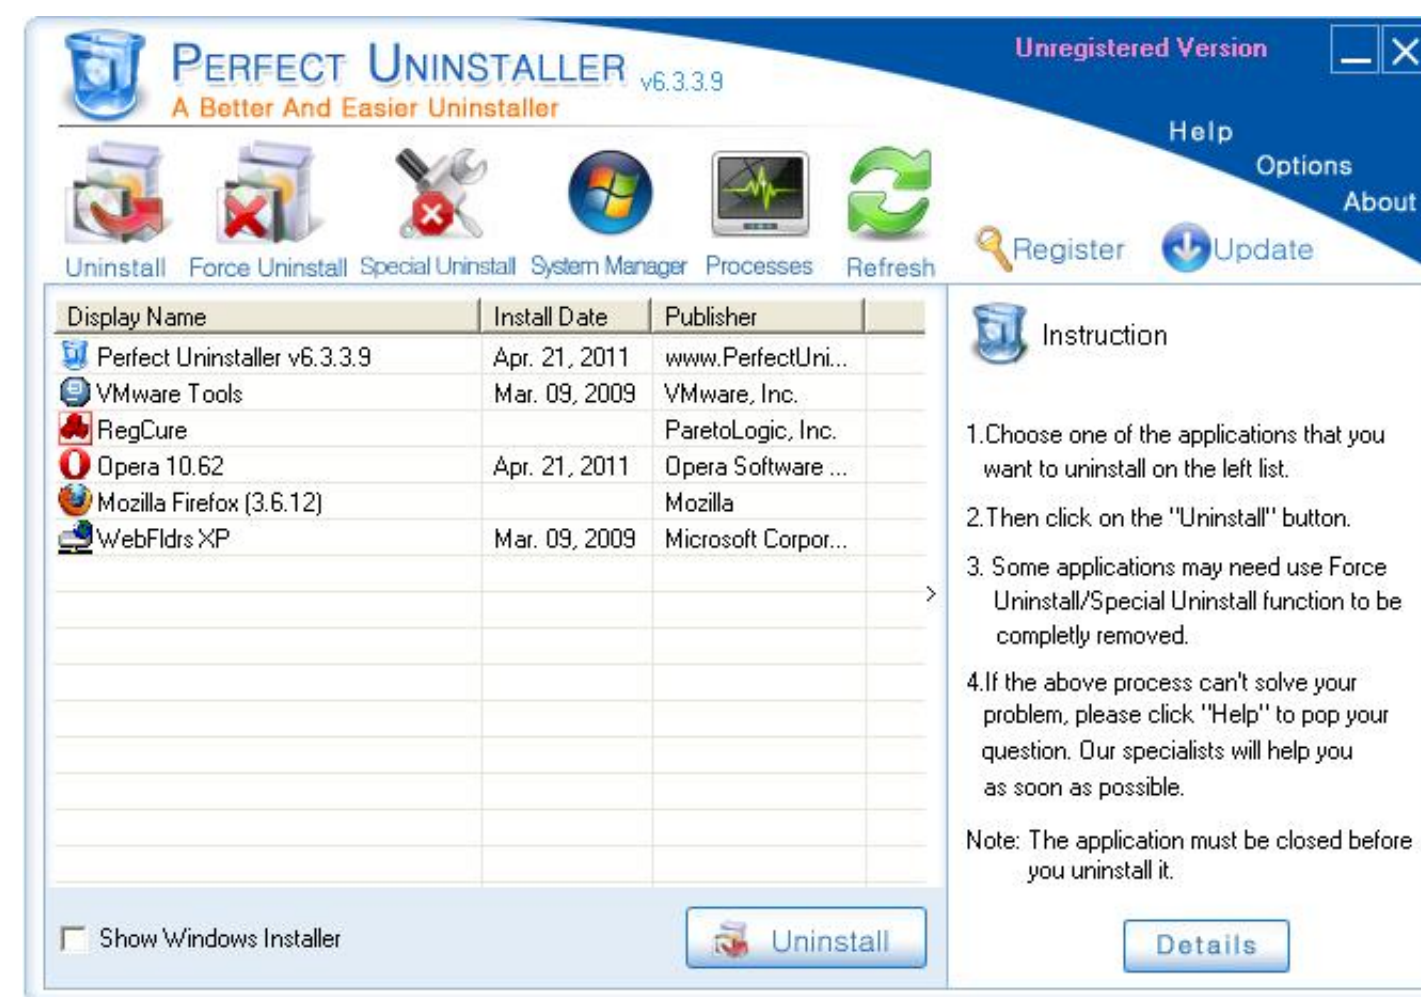 PERFECT UNINSTALLER v6.3.3.9
A Better And Easier Uninstaller
Unregistered Version
Help
Options
About
Uninstall
Force Uninstall
Special Uninstall
System Manager
Processes
Refresh
Register
Update
Display Name Install Date Publisher
Perfect Uninstaller v6.3.3.9 Apr. 21, 2011 www.PerfectUni...
VMware Tools Mar. 09, 2009 VMware, Inc.
RegCure ParetoLogic, Inc.
Opera 10.62 Apr. 21, 2011 Opera Software ...
Mozilla Firefox (3.6.12) Mozilla
WebFldrs XP Mar. 09, 2009 Microsoft Corpor...
>
Show Windows Installer
Uninstall
Instruction
1.Choose one of the applications that you
want to uninstall on the left list.
2.Then click on the "Uninstall" button.
3. Some applications may need use Force
Uninstall/Special Uninstall function to be
completly removed.
4.If the above process can't solve your
problem, please click "Help" to pop your
question. Our specialists will help you
as soon as possible.
Note: The application must be closed before
you uninstall it.
Details